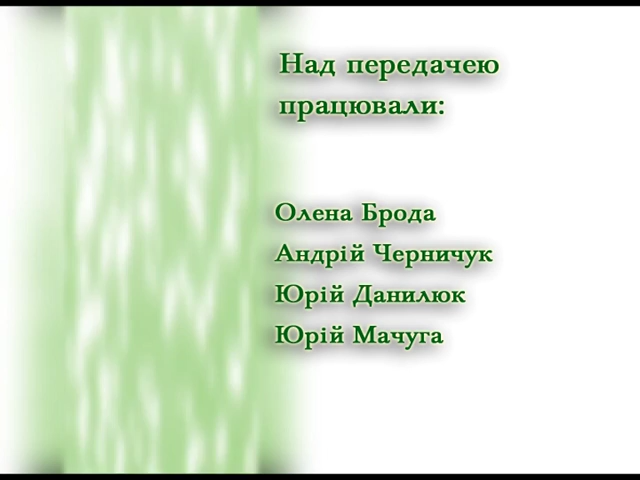 Над передачею
працювали:
Олена Брода
Андрій Черничук
Юрій Данилюк
Юрій Мачуга